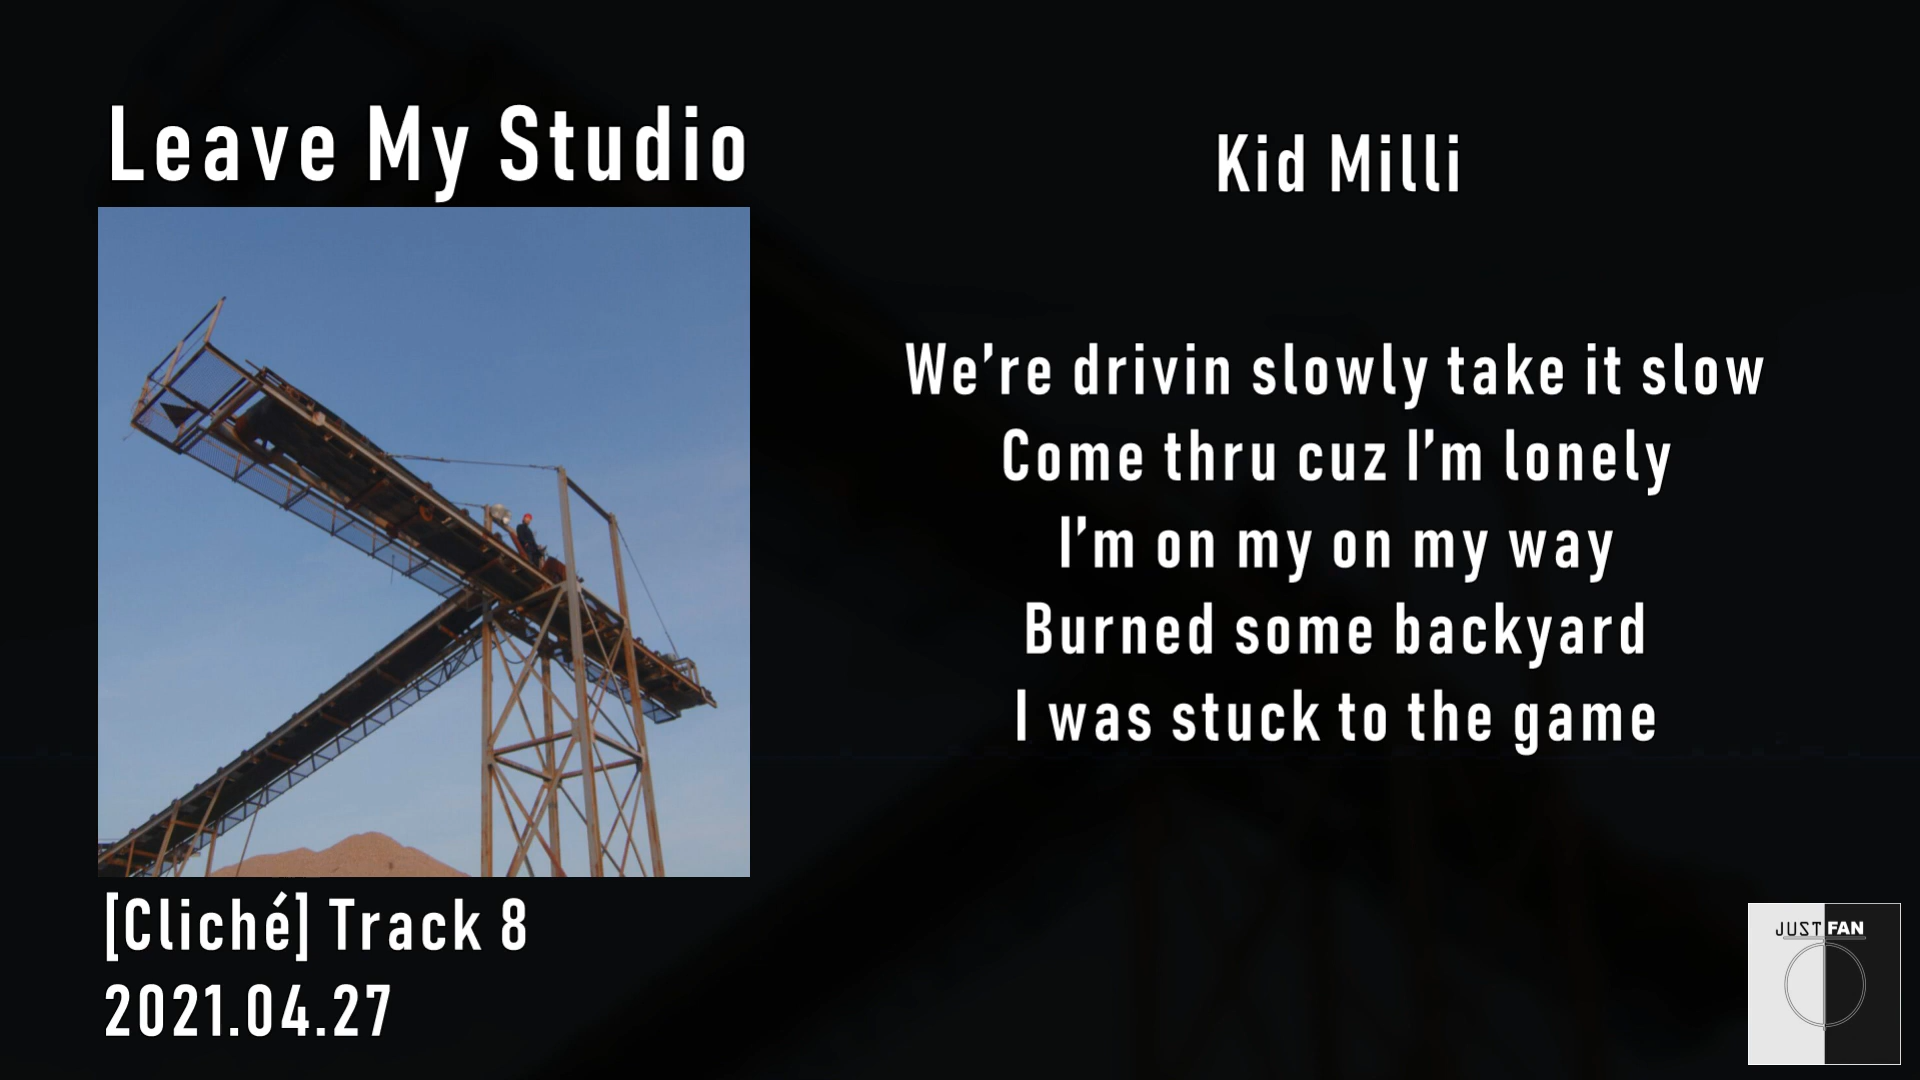 Leave My Studio
Kid Milli
We're drivin slowly take it slow
Come thru cuz I'm lonely
I'm on my on my way
Burned some backyard
I was stuck to the game
[Cliché] Track 8
2021.04.27
JUST FAN